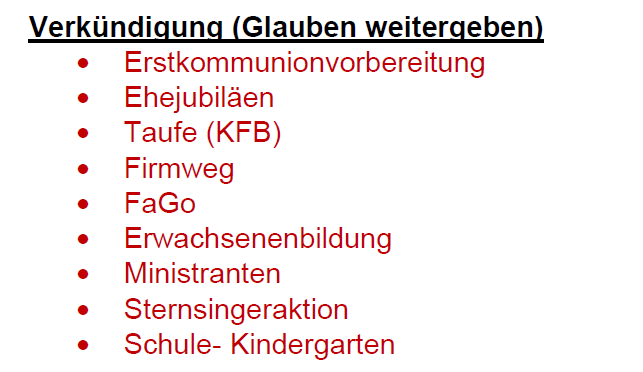 Verkündigung (Glauben weitergeben)
• Erstkommunionvorbereitung
• Ehejubiläen
• Taufe (KFB)
• Firmweg
• FaGo
• Erwachsenenbildung
• Ministranten
• Sternsingeraktion
• Schule- Kindergarten